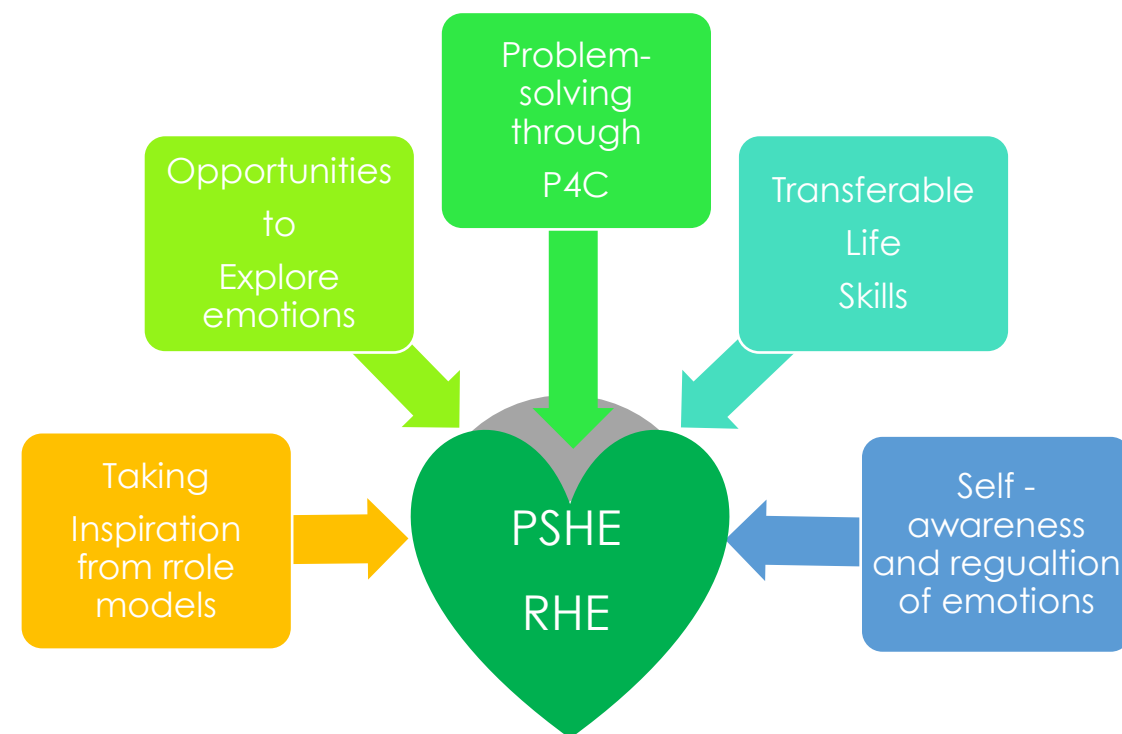 Problem-
solving
through
P4C
Opportunities
to
Explore
emotions
Transferable
Life
Skills
Taking
Inspiration
from rrole
models
PSHE
RHE
Self -
awareness
and regualtion
of emotions